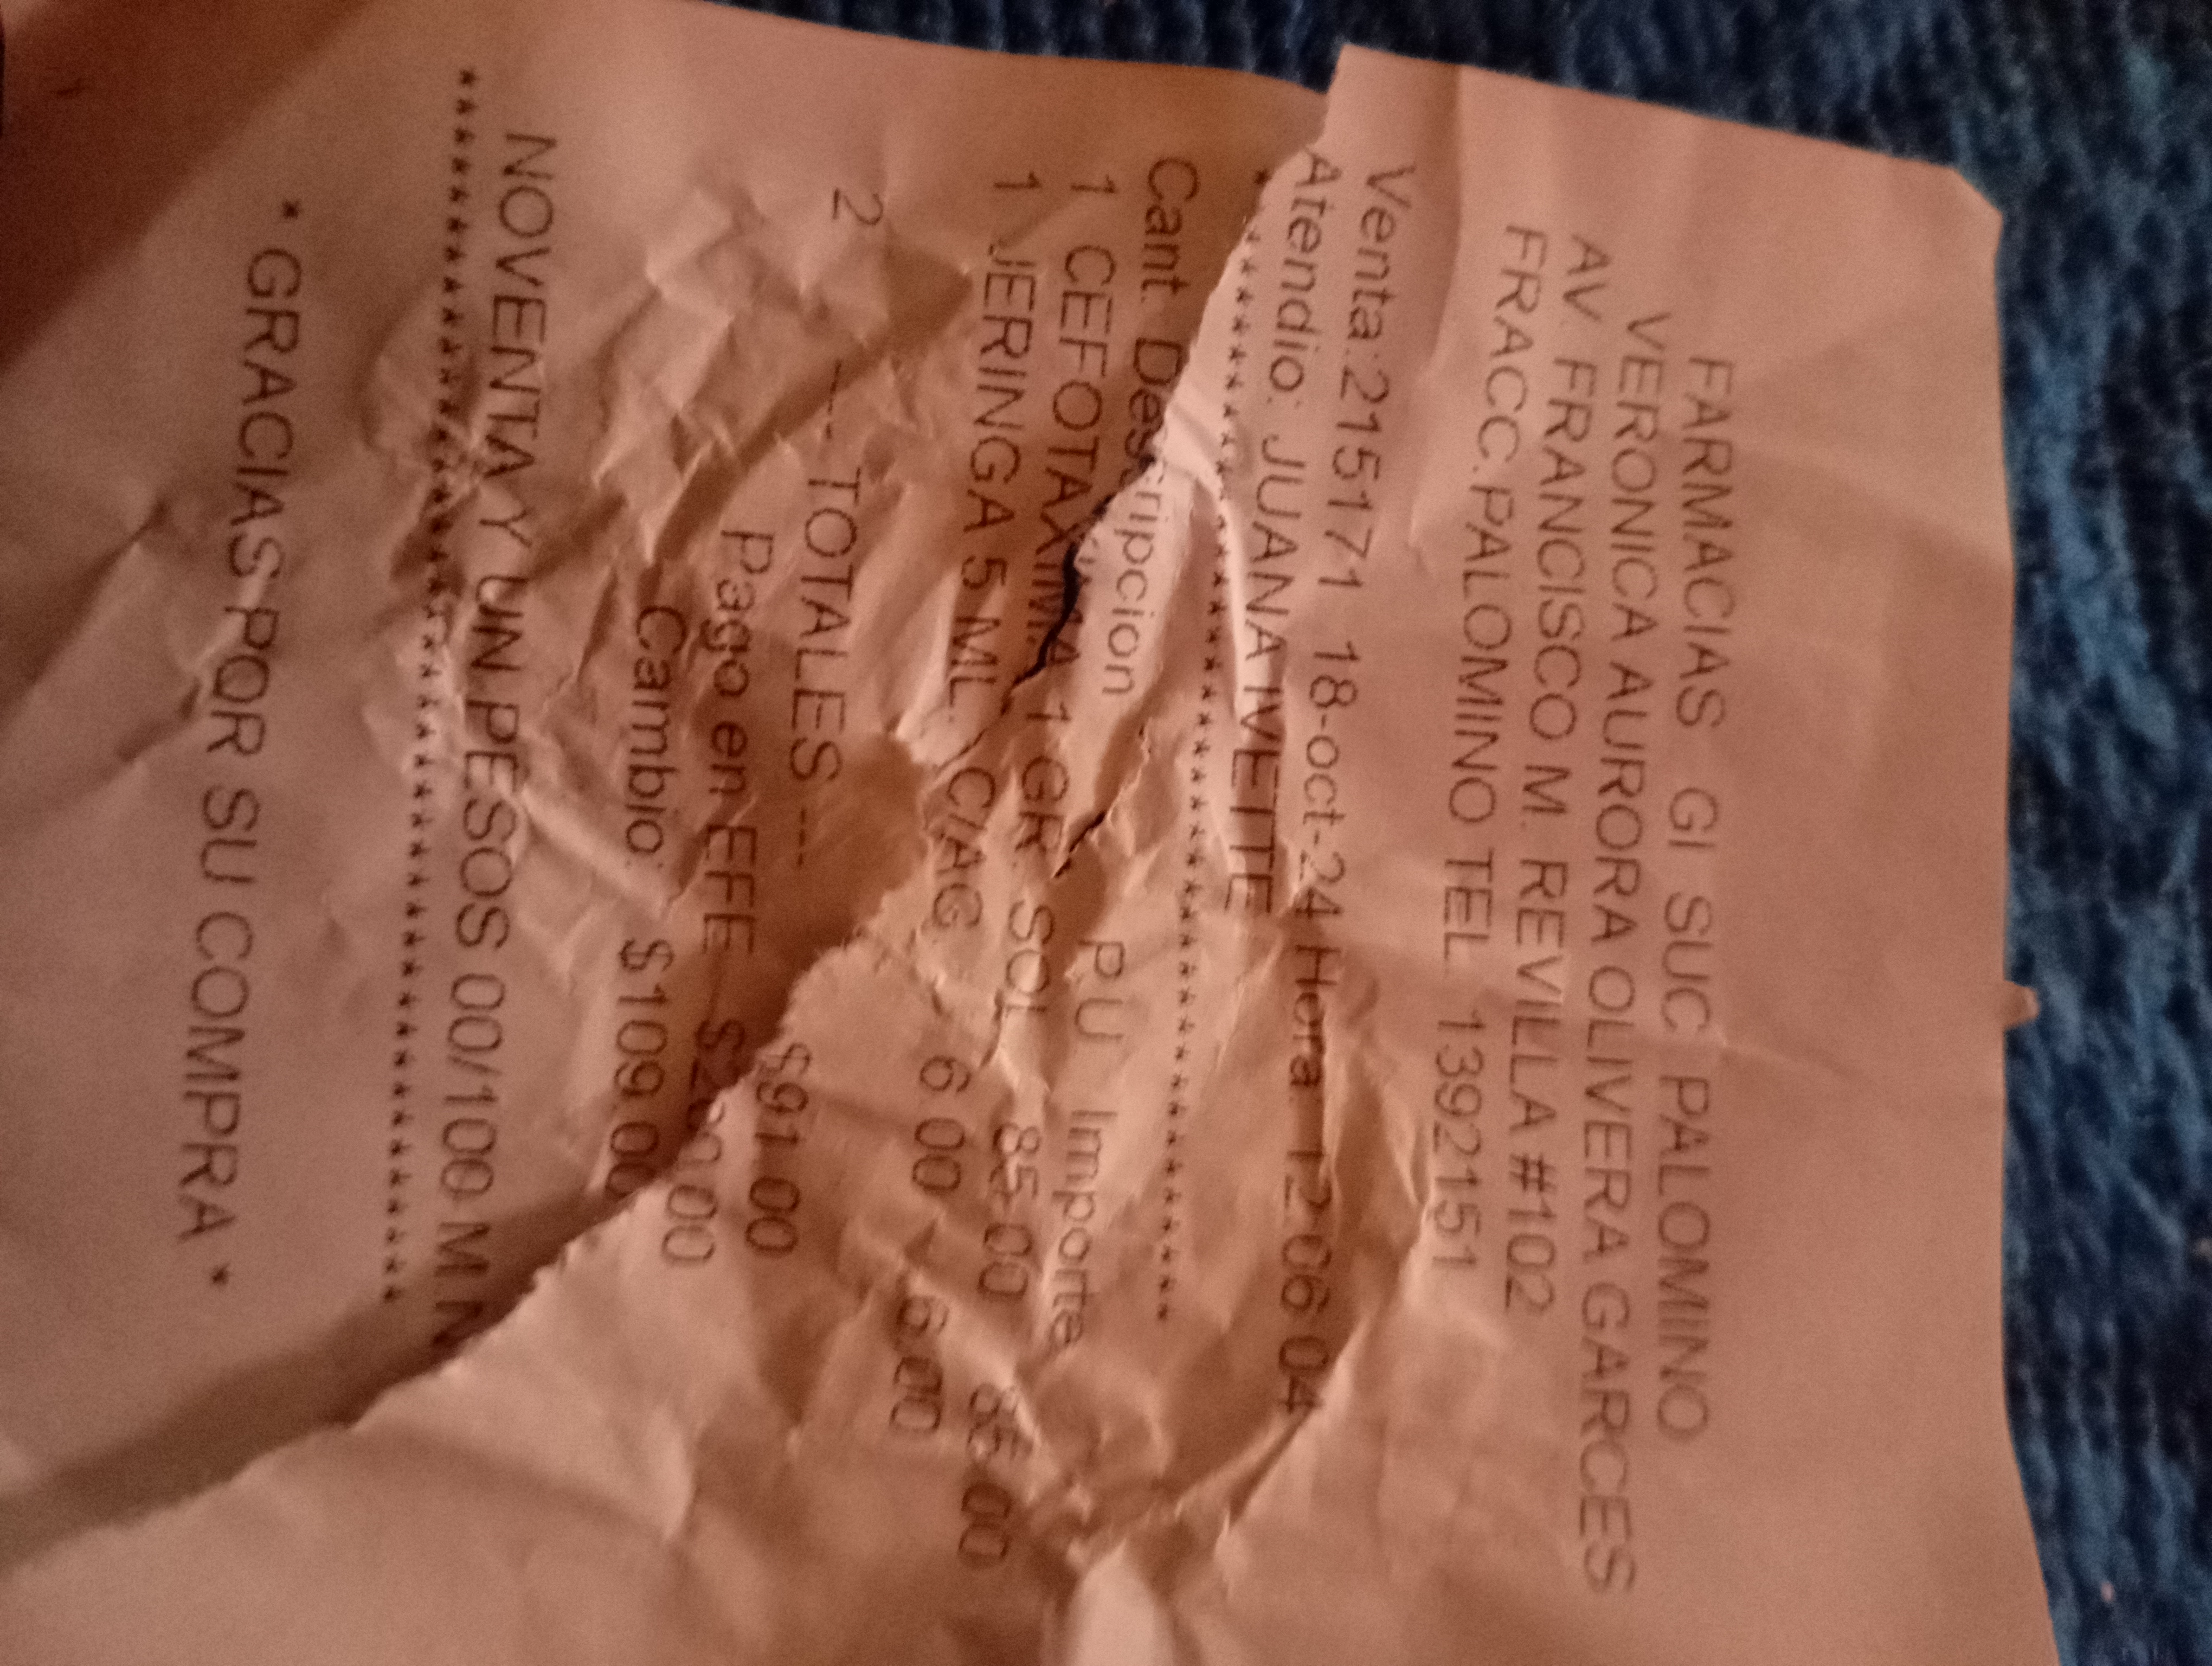 FARMACIAS GI SUC PALOMINO
VERONICA AURORA OLIVERA GARCES
AV. FRANCISCO M. REVILLA #102
FRACC.PALOMINO TEL. 1392151
Venta:215171 18-oct-24 Hora: 12:06:04
Atendio: JUANA IVETTE
****************************************
Cant. Descripcion P.U. Importe
1 CEFOTAXIMA 1 GR. SOL 85.00 85.00
1 JERINGA 5 ML. C/AG. 6.00 6.00
2 ---- TOTALES --- $91.00
Pago en EFE $200.00
Cambio: $109.00
NOVENTA Y UN PESOS 00/100 M.N
****************************************
* GRACIAS POR SU COMPRA *